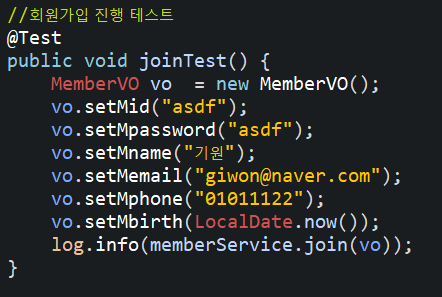 //회원가입 진행 테스트
@Test
public void joinTest() {
    MemberVO vo  = new MemberVO();
    vo.setMid("asdf");
    vo.setMpassword("asdf");
    vo.setMname("기원");
    vo.setMemail("giwon@naver.com");
    vo.setMphone("01011122");
    vo.setMbirth(LocalDate.now());
    log.info(memberService.join(vo));
}